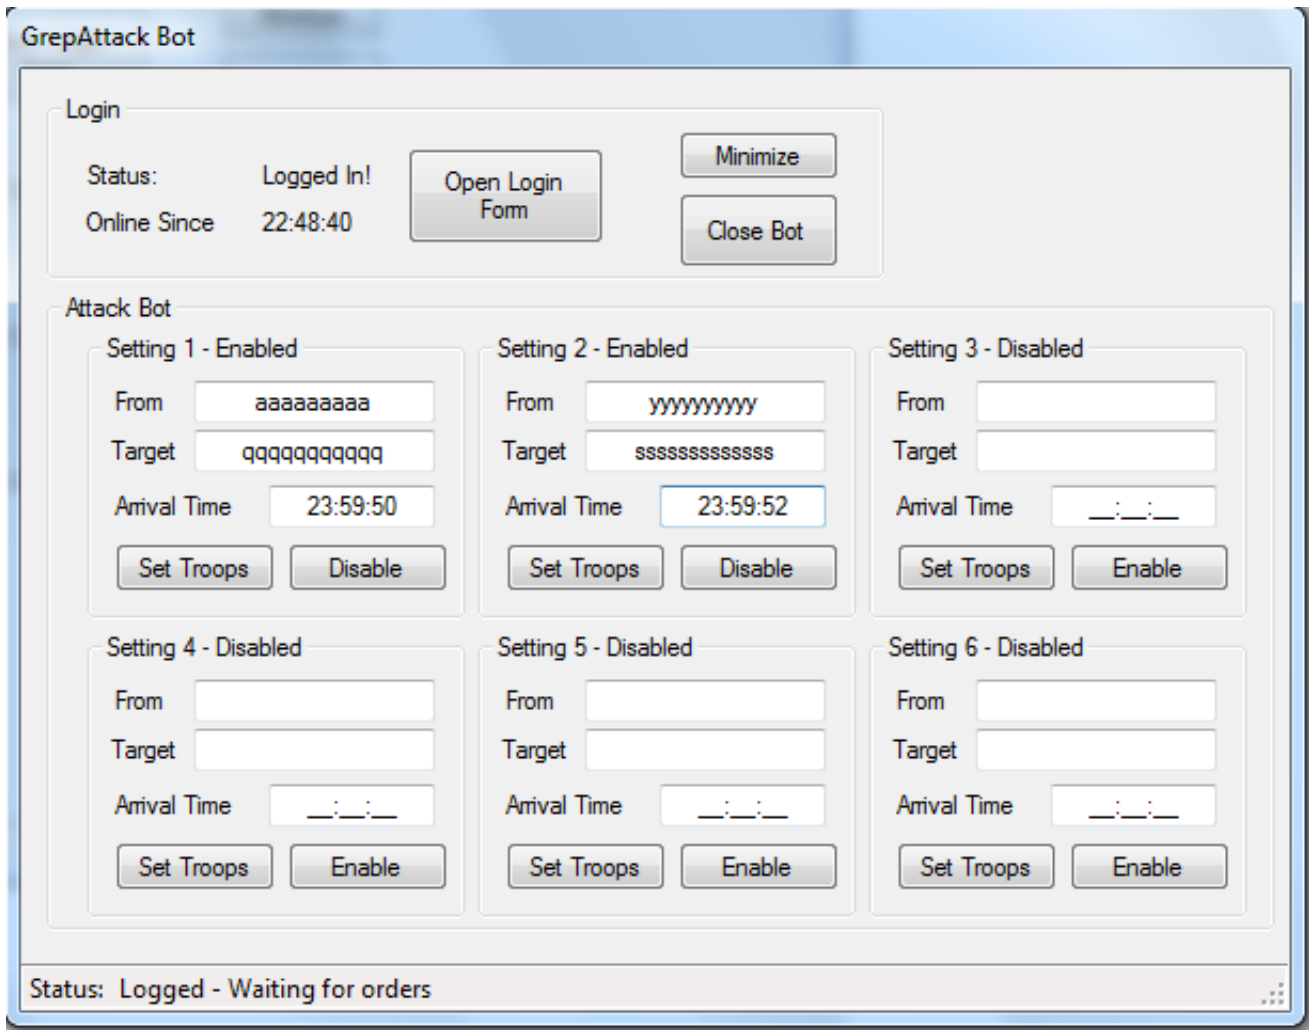 GrepAttack Bot
Login
Status: Logged In!
Online Since 22:48:40
Open Login
Form
Minimize
Close Bot
Attack Bot
Setting 1 - Enabled
From aaaaaaaaa
Target qqqqqqqqqqq
Arrival Time 23:59:50
Set Troops Disable
Setting 2 - Enabled
From yyyyyyyyyy
Target sssssssssssss
Arrival Time 23:59:52
Set Troops Disable
Setting 3 - Disabled
From
Target
Arrival Time __:__:__
Set Troops Enable
Setting 4 - Disabled
From
Target
Arrival Time __:__:__
Set Troops Enable
Setting 5 - Disabled
From
Target
Arrival Time __:__:__
Set Troops Enable
Setting 6 - Disabled
From
Target
Arrival Time __:__:__
Set Troops Enable
Status: Logged - Waiting for orders